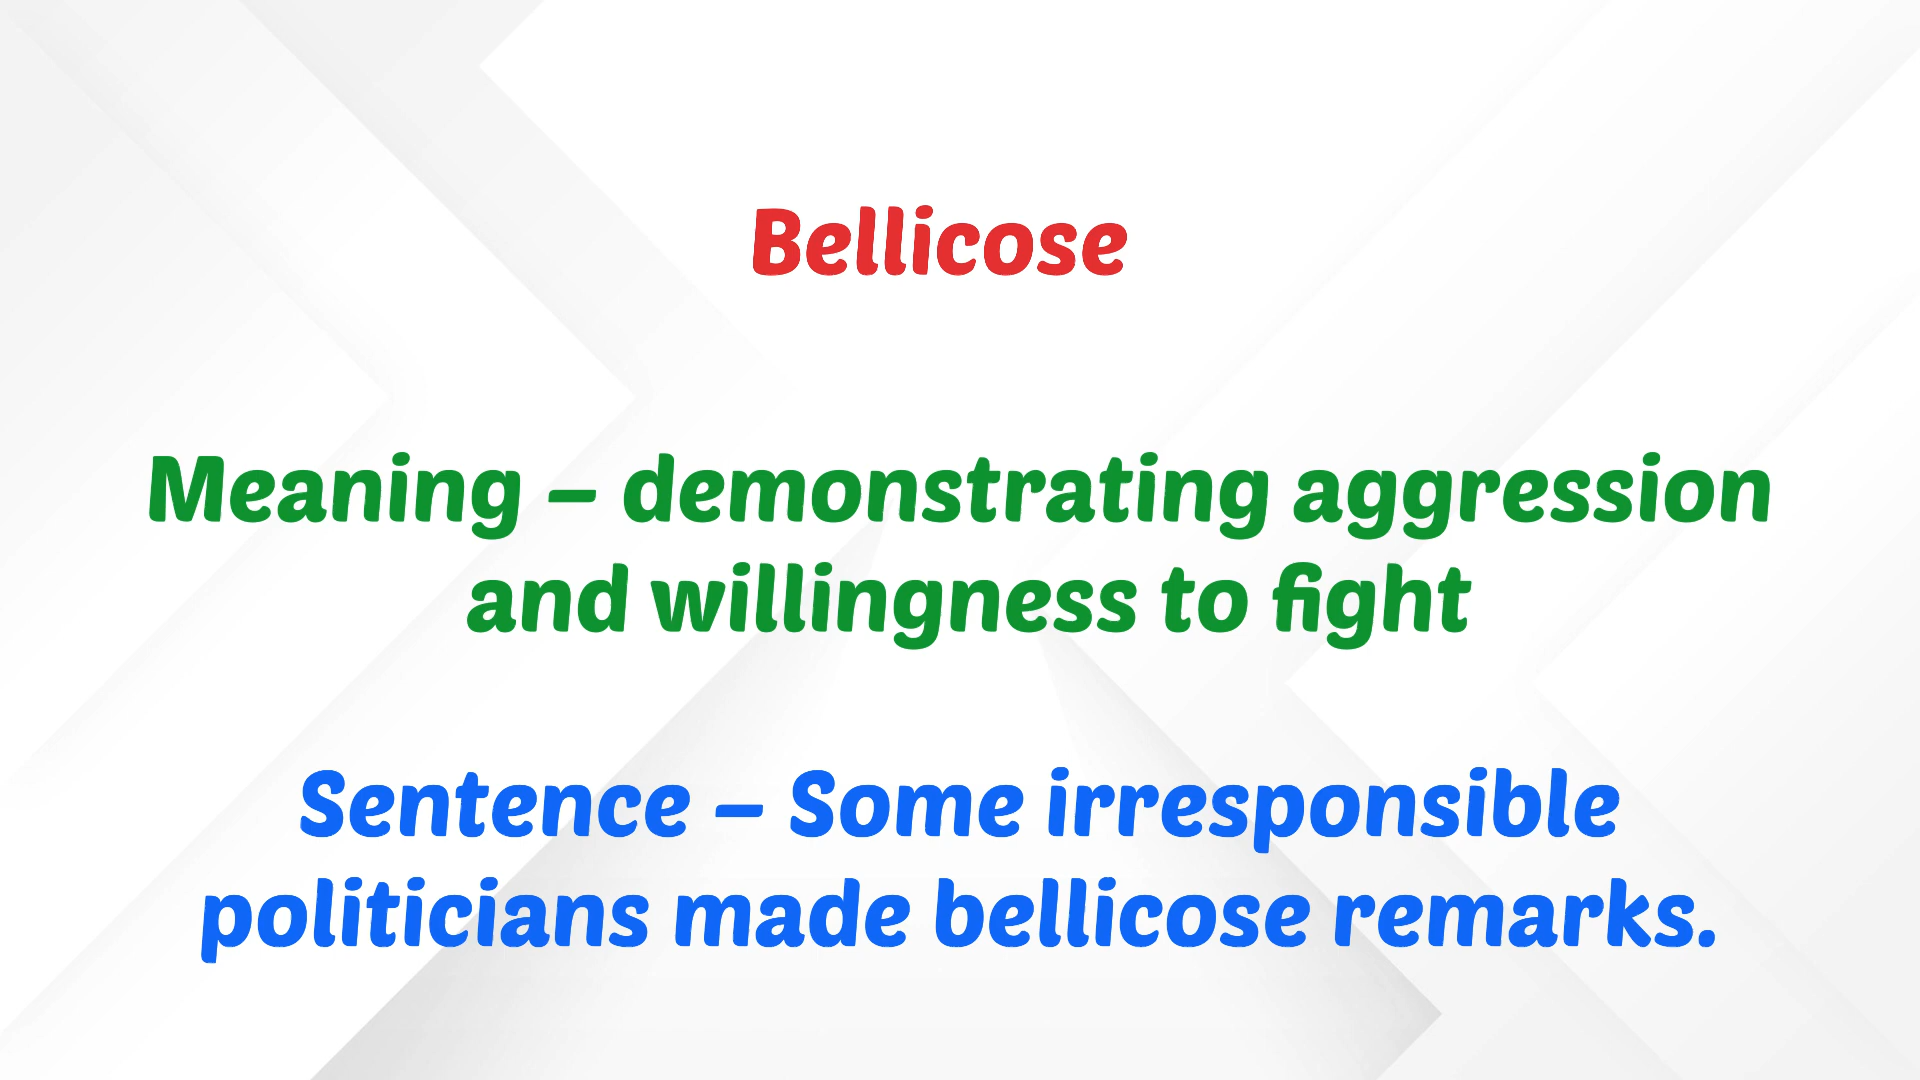 Bellicose
Meaning – demonstrating aggression
and willingness to fight
Sentence – Some irresponsible
politicians made bellicose remarks.